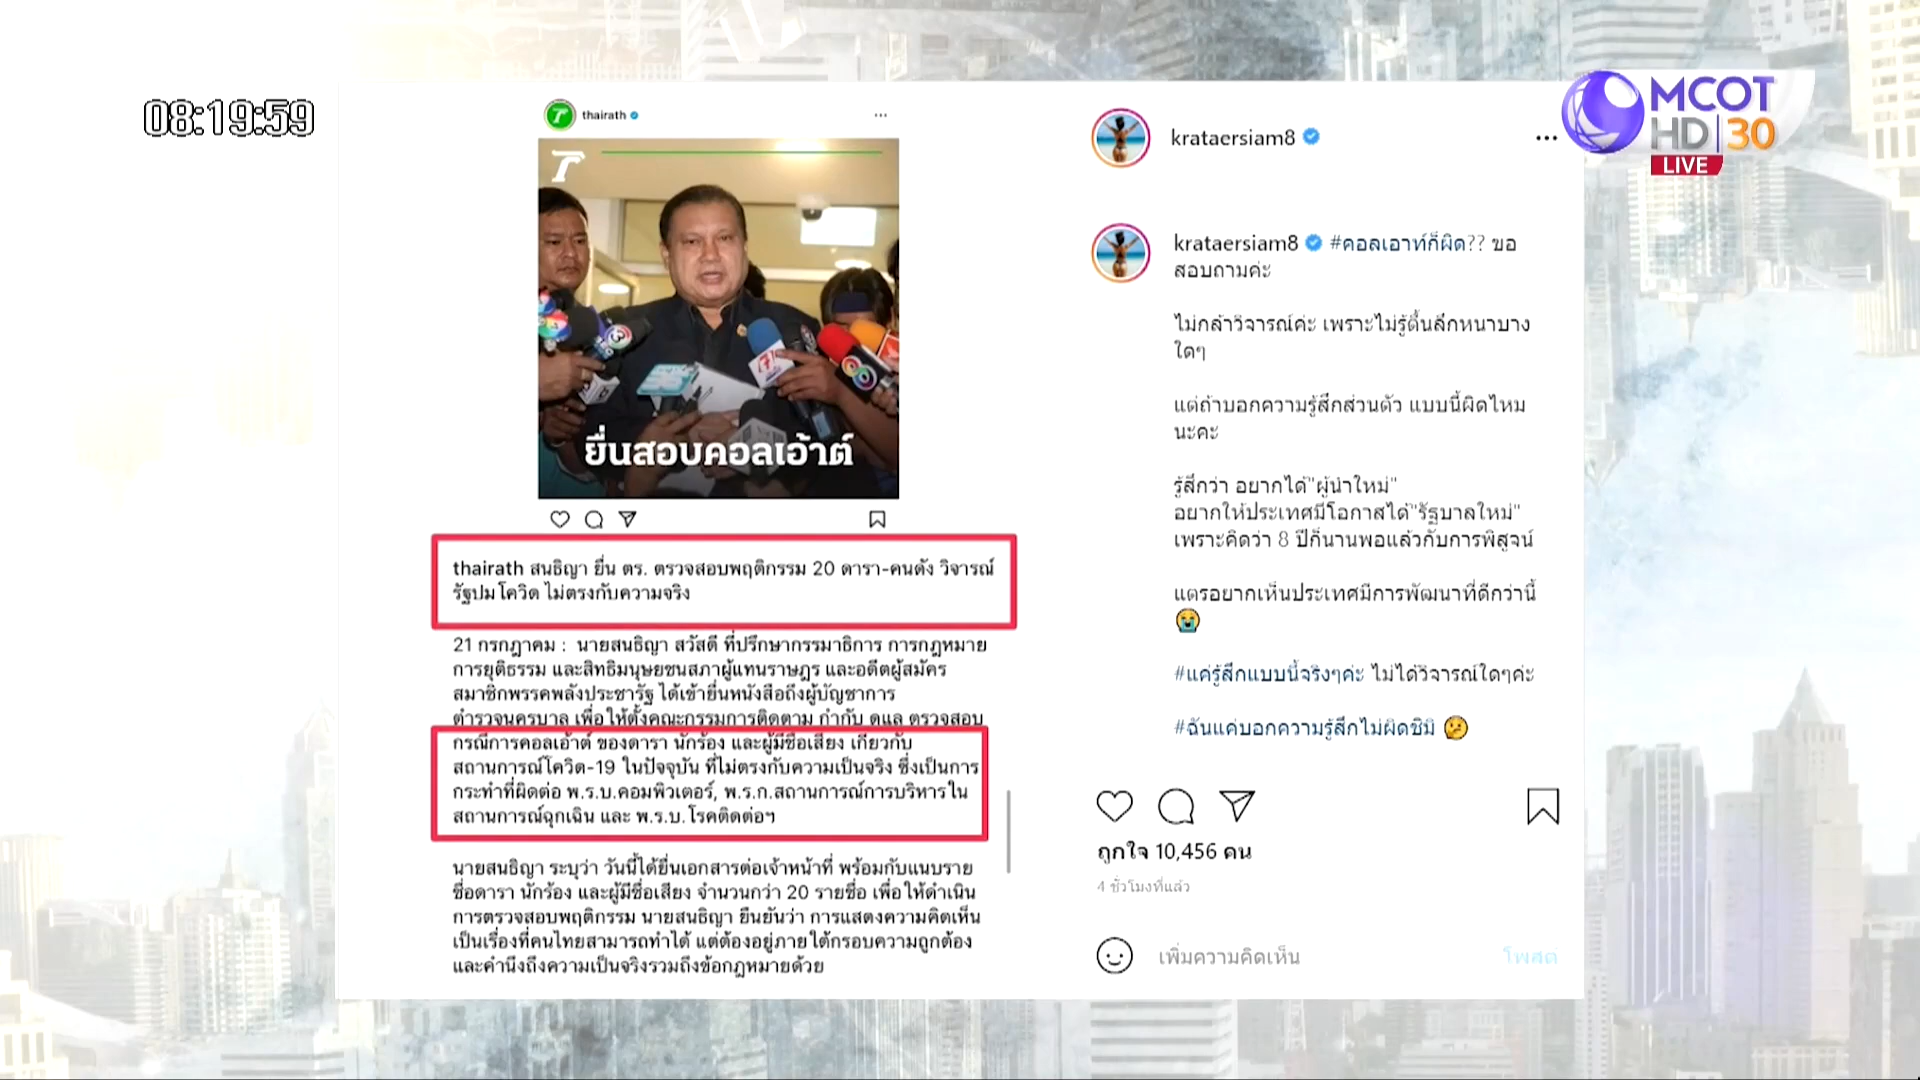 08:19:59
MCOT
HD 30
LIVE
thairath
ยื่นสอบคอลเอ้าต์
thairath สนธิญา ยื่น ตร. ตรวจสอบพฤติกรรม 20 ดารา-คนดัง วิจารณ์
รัฐปมโควิด ไม่ตรงกับความจริง
21 กรกฎาคม : นายสนธิญา สวัสดี ที่ปรึกษากรรมาธิการ การกฎหมาย
การยุติธรรม และสิทธิมนุษยชนสภาผู้แทนราษฎร และอดีตผู้สมัคร
สมาชิกพรรคพลังประชารัฐ ได้เข้ายื่นหนังสือถึงผู้บัญชาการ
ตำรวจนครบาล เพื่อให้ตั้งคณะกรรมการติดตาม กำกับ ดูแล ตรวจสอบ
กรณีการคอลเอ้าต์ ของดารา นักร้อง และผู้มีชื่อเสียง เกี่ยวกับ
สถานการณ์โควิด-19 ในปัจจุบัน ที่ไม่ตรงกับความเป็นจริง ซึ่งเป็นการ
กระทำที่ผิดต่อ พ.ร.บ.คอมพิวเตอร์, พ.ร.ก.สถานการณ์การบริหารใน
สถานการณ์ฉุกเฉิน และ พ.ร.บ.โรคติดต่อฯ
นายสนธิญา ระบุว่า วันนี้ได้ยื่นเอกสารต่อเจ้าหน้าที่ พร้อมกับแนบราย
ชื่อดารา นักร้อง และผู้มีชื่อเสียง จำนวนกว่า 20 รายชื่อ เพื่อให้ดำเนิน
การตรวจสอบพฤติกรรม นายสนธิญา ยืนยันว่า การแสดงความคิดเห็น
เป็นเรื่องที่คนไทยสามารถทำได้ แต่ต้องอยู่ภายใต้กรอบความถูกต้อง
และคำนึงถึงความเป็นจริงรวมถึงข้อกฎหมายด้วย
krataersiam8
krataersiam8 #คอลเอาท์ก็ผิด?? ขอ
สอบถามค่ะ
ไม่กล้าวิจารณ์ค่ะ เพราะไม่รู้ตื้นลึกหนาบาง
ใดๆ
แต่ถ้าบอกความรู้สึกส่วนตัว แบบนี้ผิดไหม
นะคะ
รู้สึกว่า อยากได้"ผู้นำใหม่"
อยากให้ประเทศมีโอกาสได้"รัฐบาลใหม่"
เพราะคิดว่า 8 ปีก็นานพอแล้วกับการพิสูจน์
แตรอยากเห็นประเทศมีการพัฒนาที่ดีกว่านี้
😭
#แค่รู้สึกแบบนี้จริงๆค่ะ ไม่ได้วิจารณ์ใดๆค่ะ
#ฉันแค่บอกความรู้สึกไม่ผิดชิมิ 🤔
ถูกใจ 10,456 คน
4 ชั่วโมงที่แล้ว
เพิ่มความคิดเห็น
โพสต์